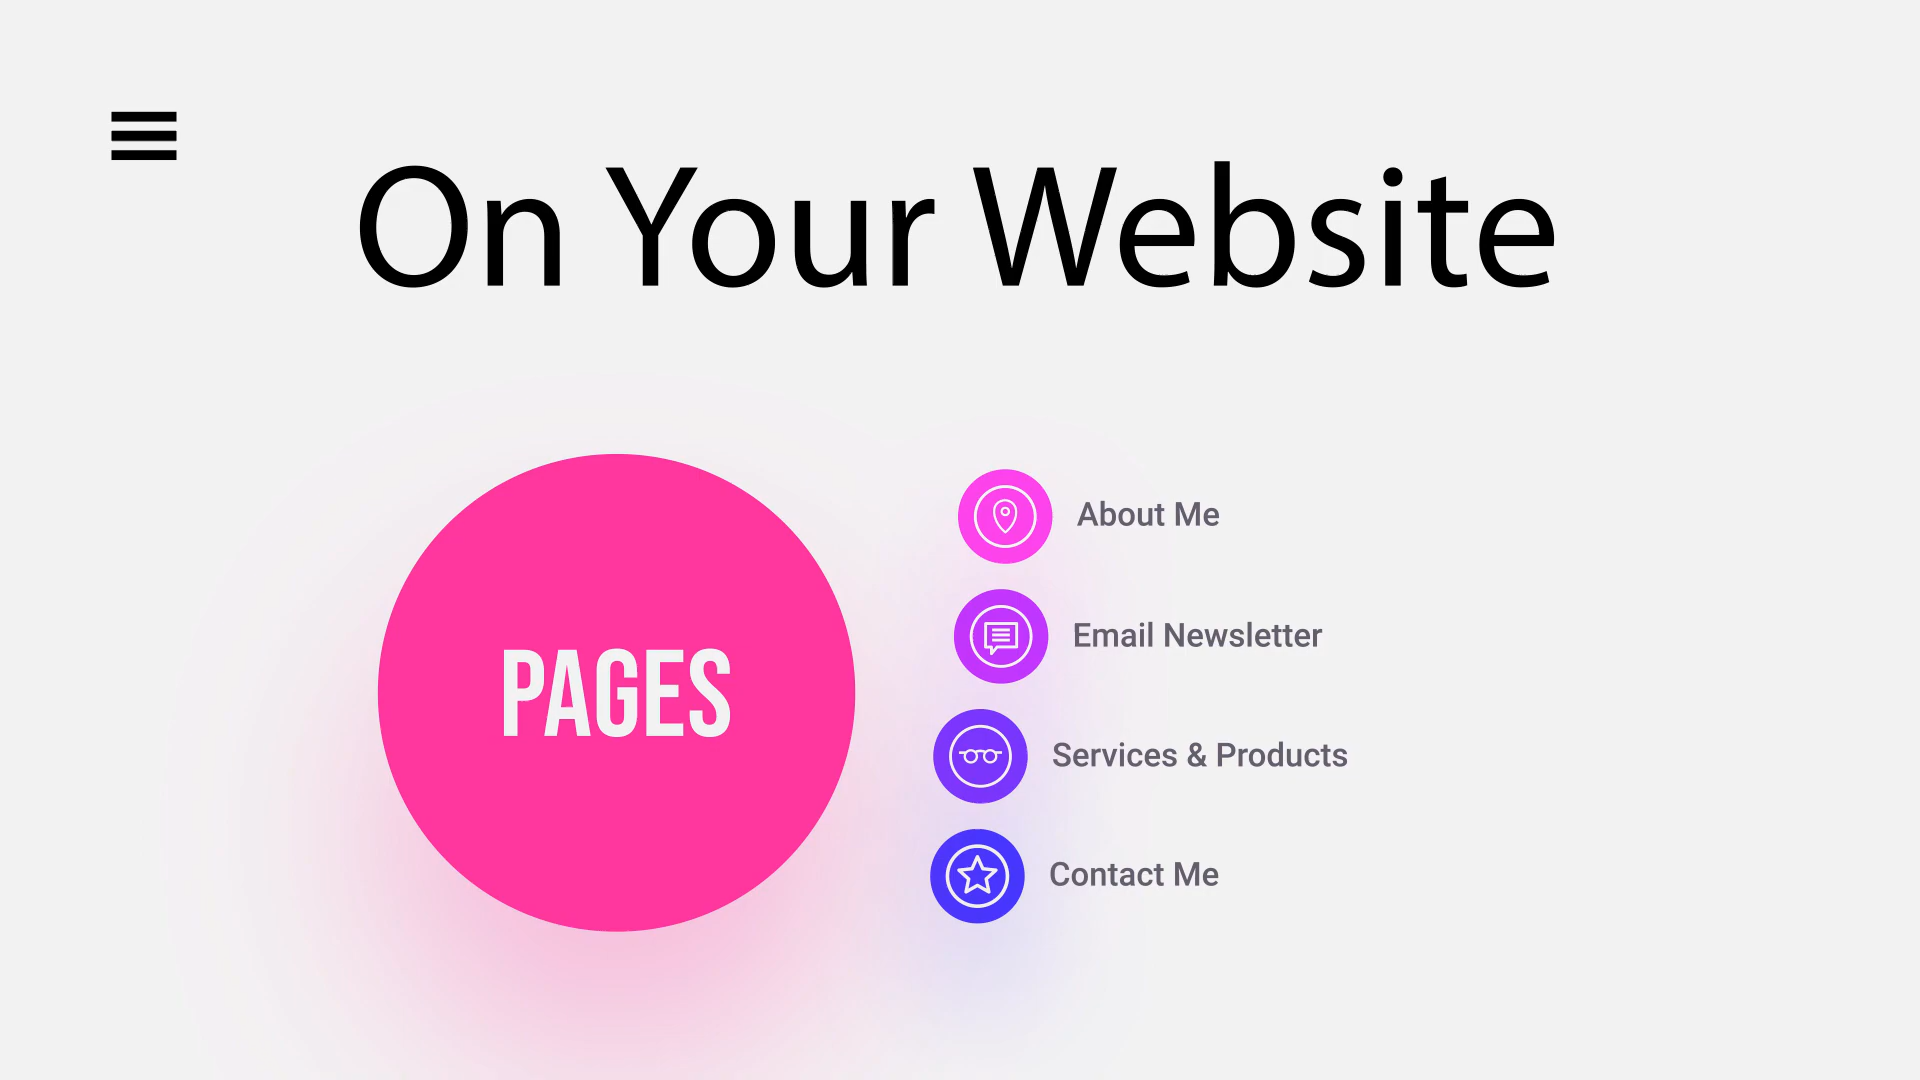 On Your Website
PAGES
About Me
Email Newsletter
Services & Products
Contact Me